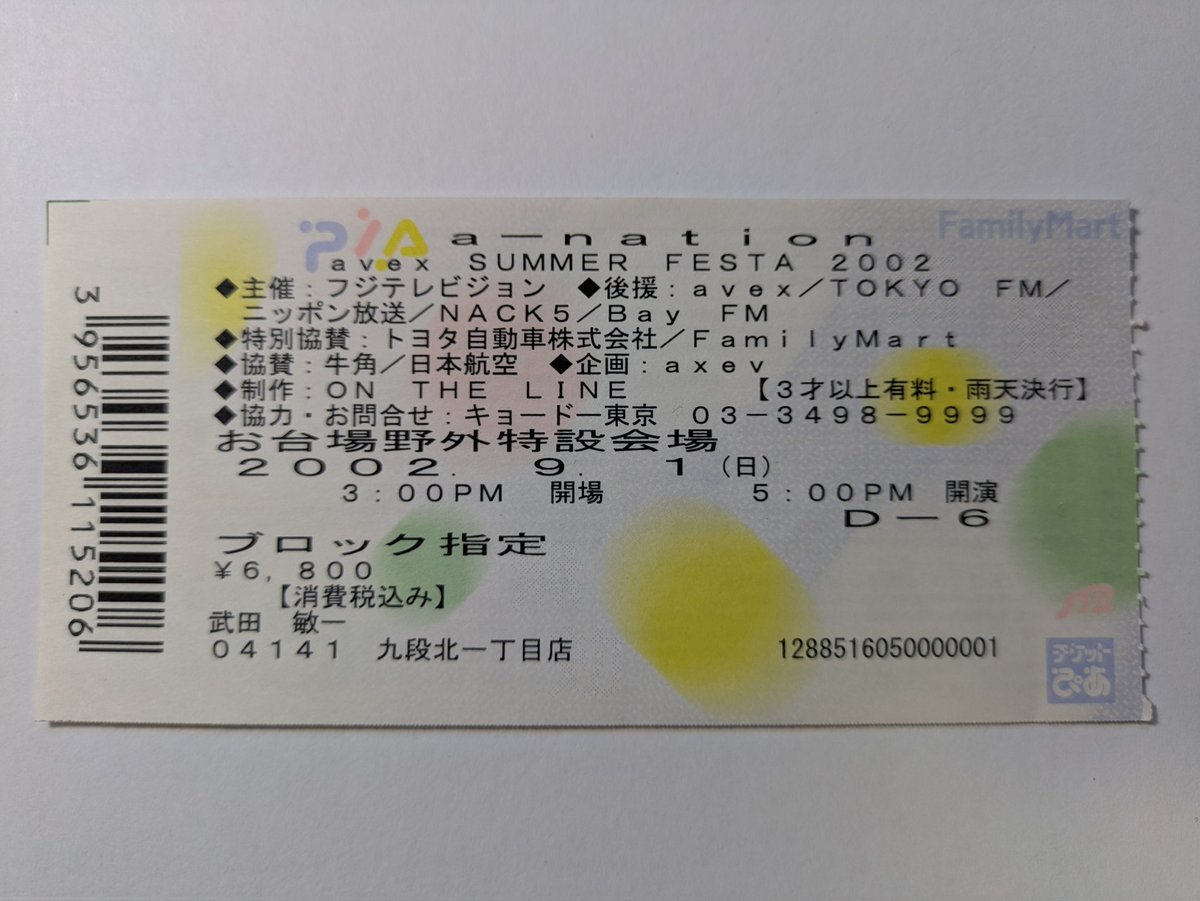 PIA
FamilyMart
a－nation
avex SUMMER FESTA 2002
◆主催：フジテレビジョン ◆後援：avex／TOKYO FM／
ニッポン放送／NACK5／Bay FM
◆特別協賛：トヨタ自動車株式会社／FamilyMart
◆協賛：牛角／日本航空 ◆企画：axev
◆制作：ON THE LINE 【3才以上有料・雨天決行】
◆協力・お問合せ：キョードー東京 03－3498－9999
お台場野外特設会場
2002. 9. 1（日）
3：00PM 開場 5：00PM 開演
D－6
ブロック指定
￥6,800
【消費税込み】
武田 敏一
04141 九段北一丁目店 1288516050000001
JTB
チケット
ぴあ
3956536115206